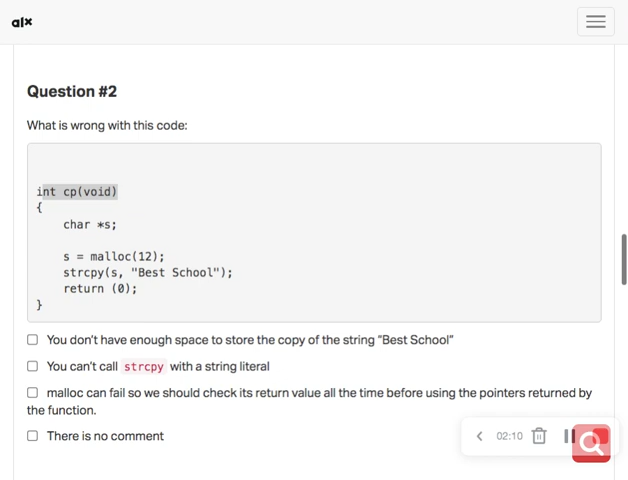 alx
Question #2
What is wrong with this code:
int cp(void)
{
char *s;
s = malloc(12);
strcpy(s, "Best School");
return (0);
}
You don’t have enough space to store the copy of the string “Best School”
You can’t call strcpy with a string literal
malloc can fail so we should check its return value all the time before using the pointers returned by
the function.
There is no comment
02:10